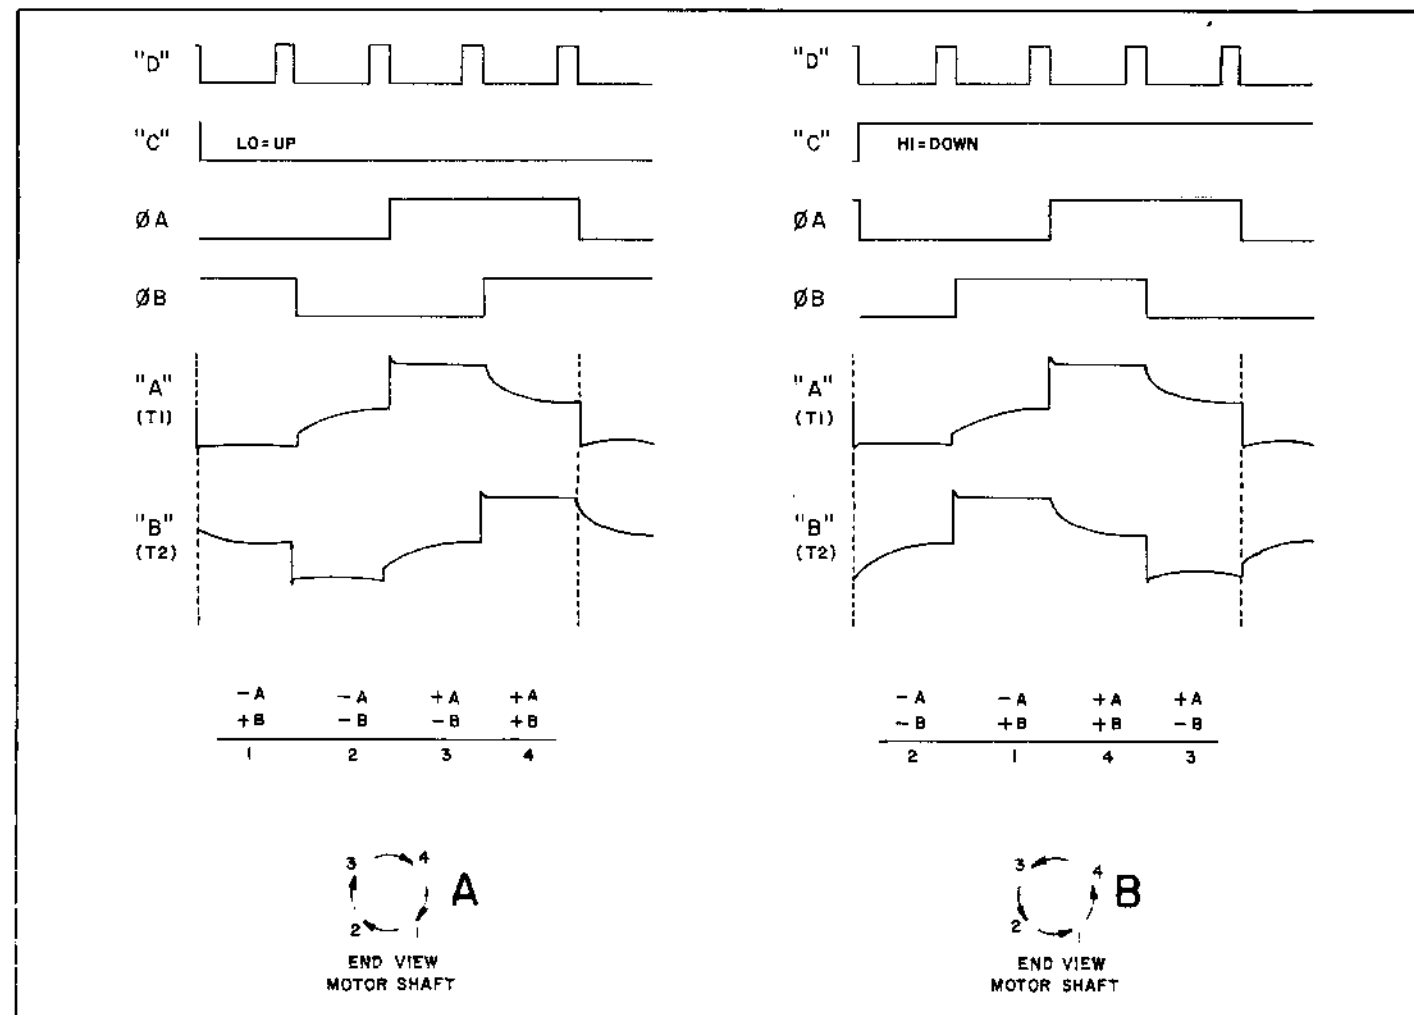 "D"
"C" LO=UP
ØA
ØB
"A"
(T1)
"B"
(T2)
-A -A +A +A
+B -B -B +B
1 2 3 4
3 4
2 1
A
END VIEW
MOTOR SHAFT
"D"
"C" HI=DOWN
ØA
ØB
"A"
(T1)
"B"
(T2)
-A -A +A +A
-B +B +B -B
2 1 4 3
3 4
2 1
B
END VIEW
MOTOR SHAFT